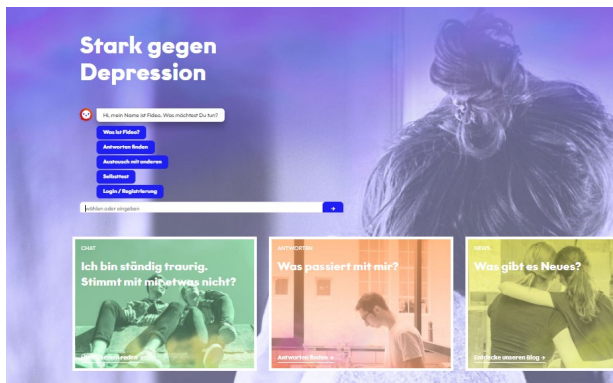 Stark gegen
Depression
Hi, mein Name ist Fideo. Was möchtest Du tun?
Was ist Fideo?
Antworten finden
Austausch mit anderen
Selbsttest
Login / Registrierung
wählen oder eingeben
CHAT
Ich bin ständig traurig.
Stimmt mit mir etwas nicht?
ANTWORTEN
Was passiert mit mir?
Antworten finden →
NEWS
Was gibt es Neues?
Entdecke unseren Blog →